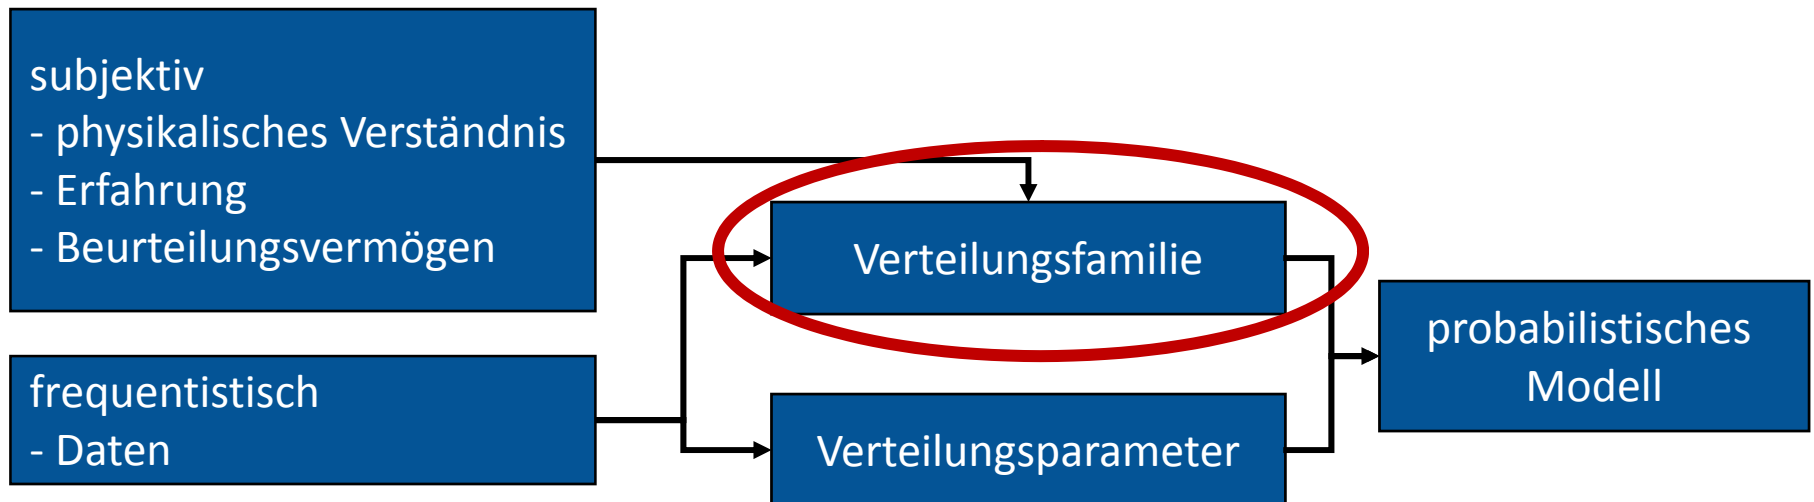 subjektiv
- physikalisches Verständnis
- Erfahrung
- Beurteilungsvermögen
frequentistisch
- Daten
Verteilungsfamilie
Verteilungsparameter
probabilistisches
Modell